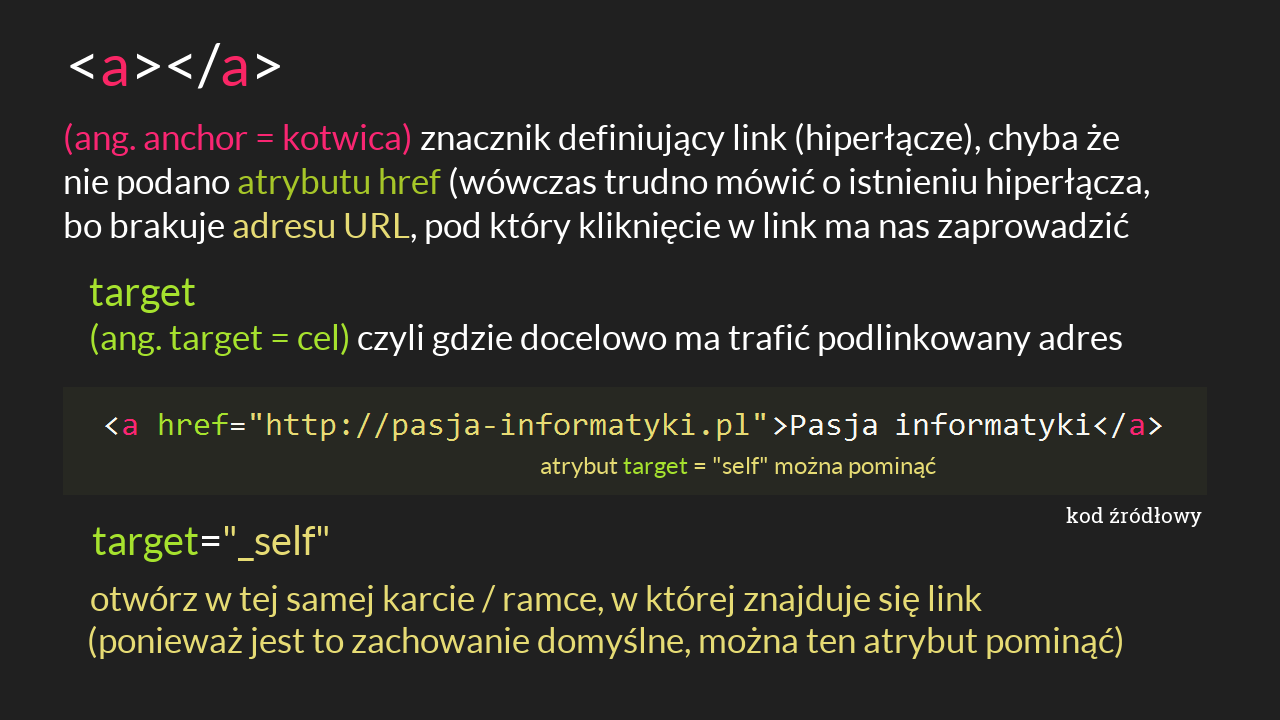 <a></a>
(ang. anchor = kotwica) znacznik definiujący link (hiperłącze), chyba że
nie podano atrybutu href (wówczas trudno mówić o istnieniu hiperłącza,
bo brakuje adresu URL, pod który kliknięcie w link ma nas zaprowadzić
target
(ang. target = cel) czyli gdzie docelowo ma trafić podlinkowany adres
<a href="http://pasja-informatyki.pl">Pasja informatyki</a>
atrybut target = "self" można pominąć
kod źródłowy
target="_self"
otwórz w tej samej karcie / ramce, w której znajduje się link
(ponieważ jest to zachowanie domyślne, można ten atrybut pominąć)